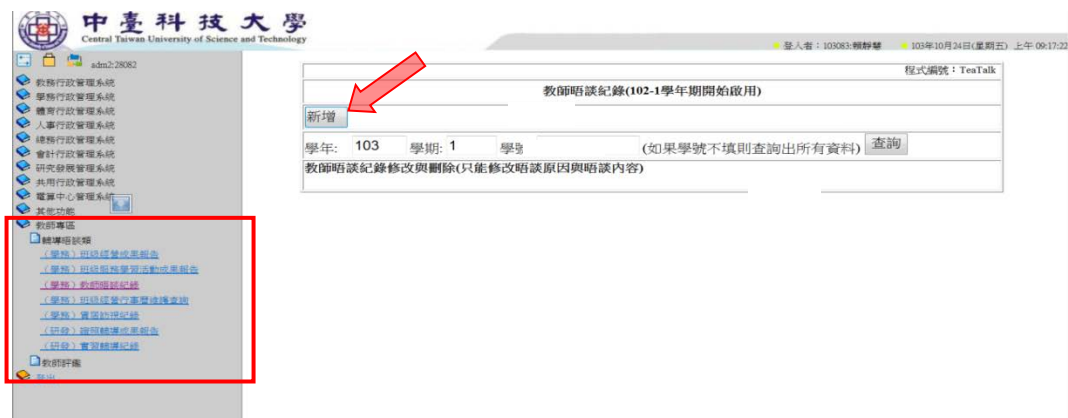 中臺科技大學
Central Taiwan University of Science and Technology
登入者：103083:賴靜慧 103年10月24日(星期五) 上午 09:17:22
adm2:28082
教務行政管理系統
學務行政管理系統
體育行政管理系統
人事行政管理系統
總務行政管理系統
會計行政管理系統
研究發展管理系統
共用行政管理系統
電算中心管理系統
其他功能
教師專區
輔導晤談類
（學務）班級經營成果報告
（學務）班級服務學習活動成果報告
（學務）教師晤談紀錄
（學務）班級經營行事曆維護查詢
（學務）賃居訪視紀錄
（研發）證照輔導成果報告
（研發）實習輔導紀錄
教師評鑑
登出
程式編號：TeaTalk
教師晤談紀錄(102-1學年期開始啟用)
新增
學年: 103 學期: 1 學號 (如果學號不填則查詢出所有資料) 查詢
教師晤談紀錄修改與刪除(只能修改晤談原因與晤談內容)